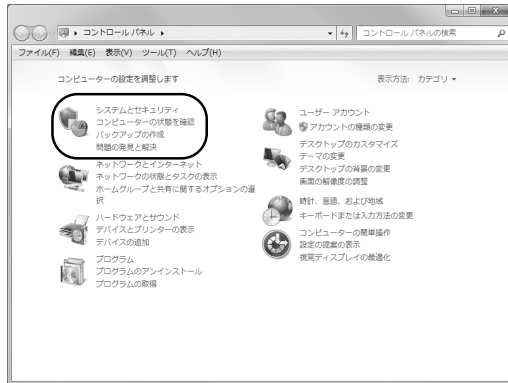 コントロール パネル
コントロール パネルの検索
ファイル(F) 編集(E) 表示(V) ツール(T) ヘルプ(H)
コンピューターの設定を調整します
表示方法: カテゴリ
システムとセキュリティ
コンピューターの状態を確認
バックアップの作成
問題の発見と解決
ネットワークとインターネット
ネットワークの状態とタスクの表示
ホームグループと共有に関するオプションの選
択
ハードウェアとサウンド
デバイスとプリンターの表示
デバイスの追加
プログラム
プログラムのアンインストール
プログラムの取得
ユーザー アカウント
アカウントの種類の変更
デスクトップのカスタマイズ
テーマの変更
デスクトップの背景の変更
画面の解像度の調整
時計、言語、および地域
キーボードまたは入力方法の変更
コンピューターの簡単操作
設定の提案の表示
視覚ディスプレイの最適化